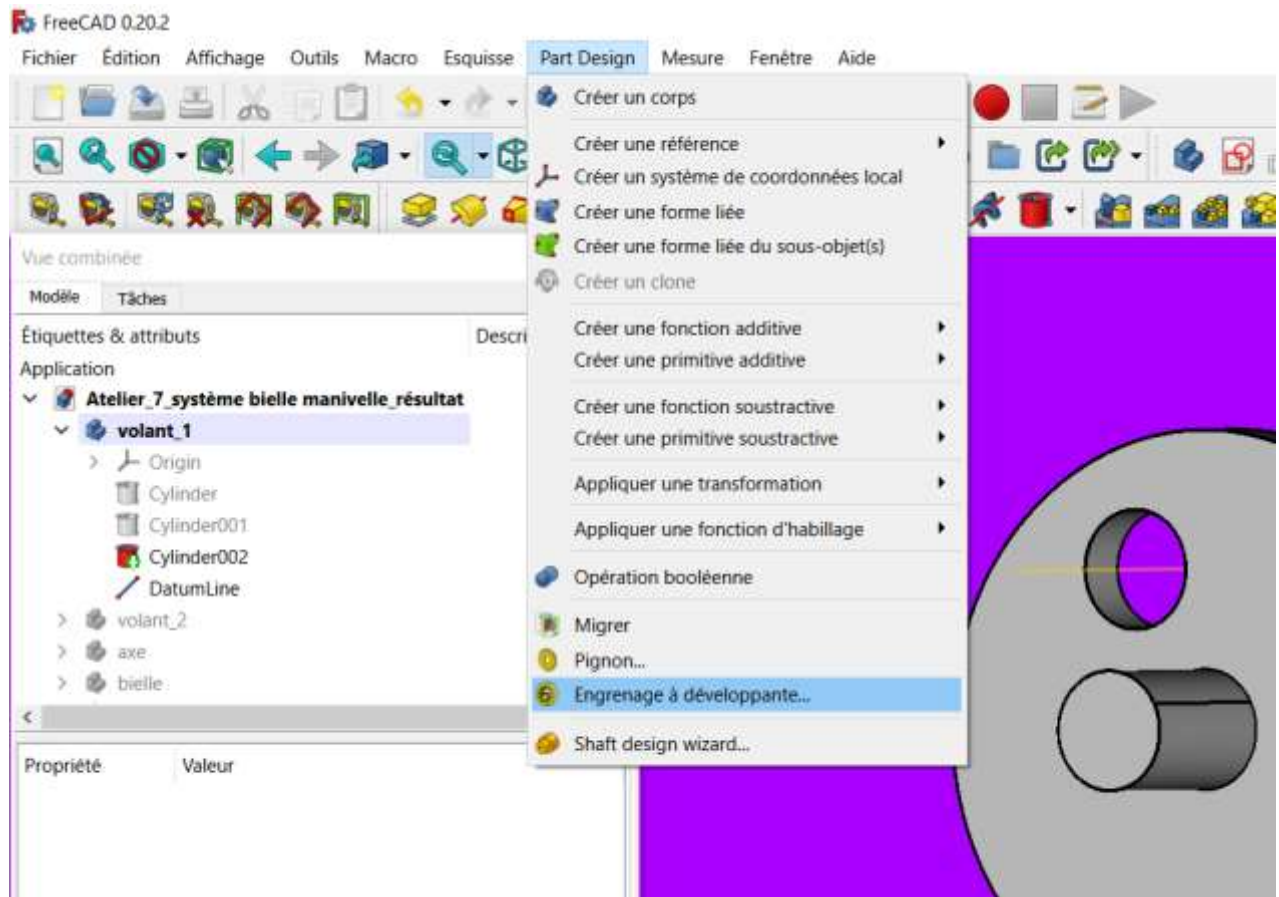 FreeCAD 0.20.2
Fichier Édition Affichage Outils Macro Esquisse Part Design Mesure Fenêtre Aide
Créer un corps
Créer une référence
Créer un système de coordonnées local
Créer une forme liée
Créer une forme liée du sous-objet(s)
Créer un clone
Créer une fonction additive
Créer une primitive additive
Créer une fonction soustractive
Créer une primitive soustractive
Appliquer une transformation
Appliquer une fonction d'habillage
Opération booléenne
Migrer
Pignon...
Engrenage à développante...
Shaft design wizard...
Vue combinée
Modèle Tâches
Étiquettes & attributs Descri
Application
Atelier_7_système bielle manivelle_résultat
volant_1
Origin
Cylinder
Cylinder001
Cylinder002
DatumLine
volant_2
axe
bielle
Propriété Valeur